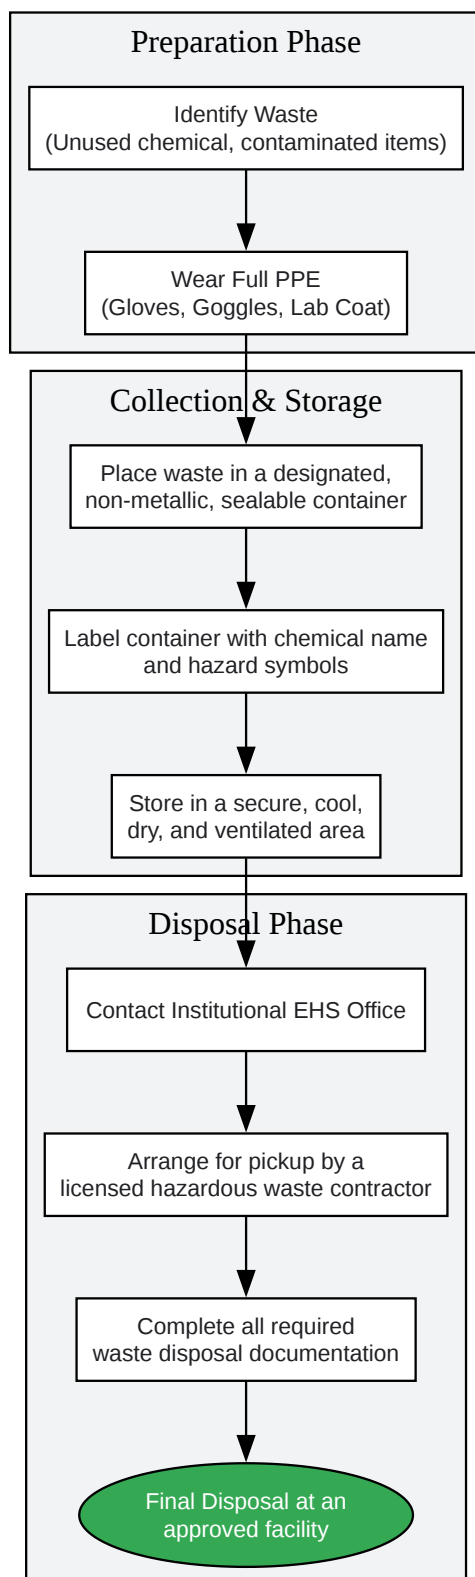 Preparation Phase
Identify Waste
(Unused chemical, contaminated items)
Wear Full PPE
(Gloves, Goggles, Lab Coat)
Collection & Storage
Place waste in a designated,
non-metallic, sealable container
Label container with chemical name
and hazard symbols
Store in a secure, cool,
dry, and ventilated area
Disposal Phase
Contact Institutional EHS Office
Arrange for pickup by a
licensed hazardous waste contractor
Complete all required
waste disposal documentation
Final Disposal at an
approved facility